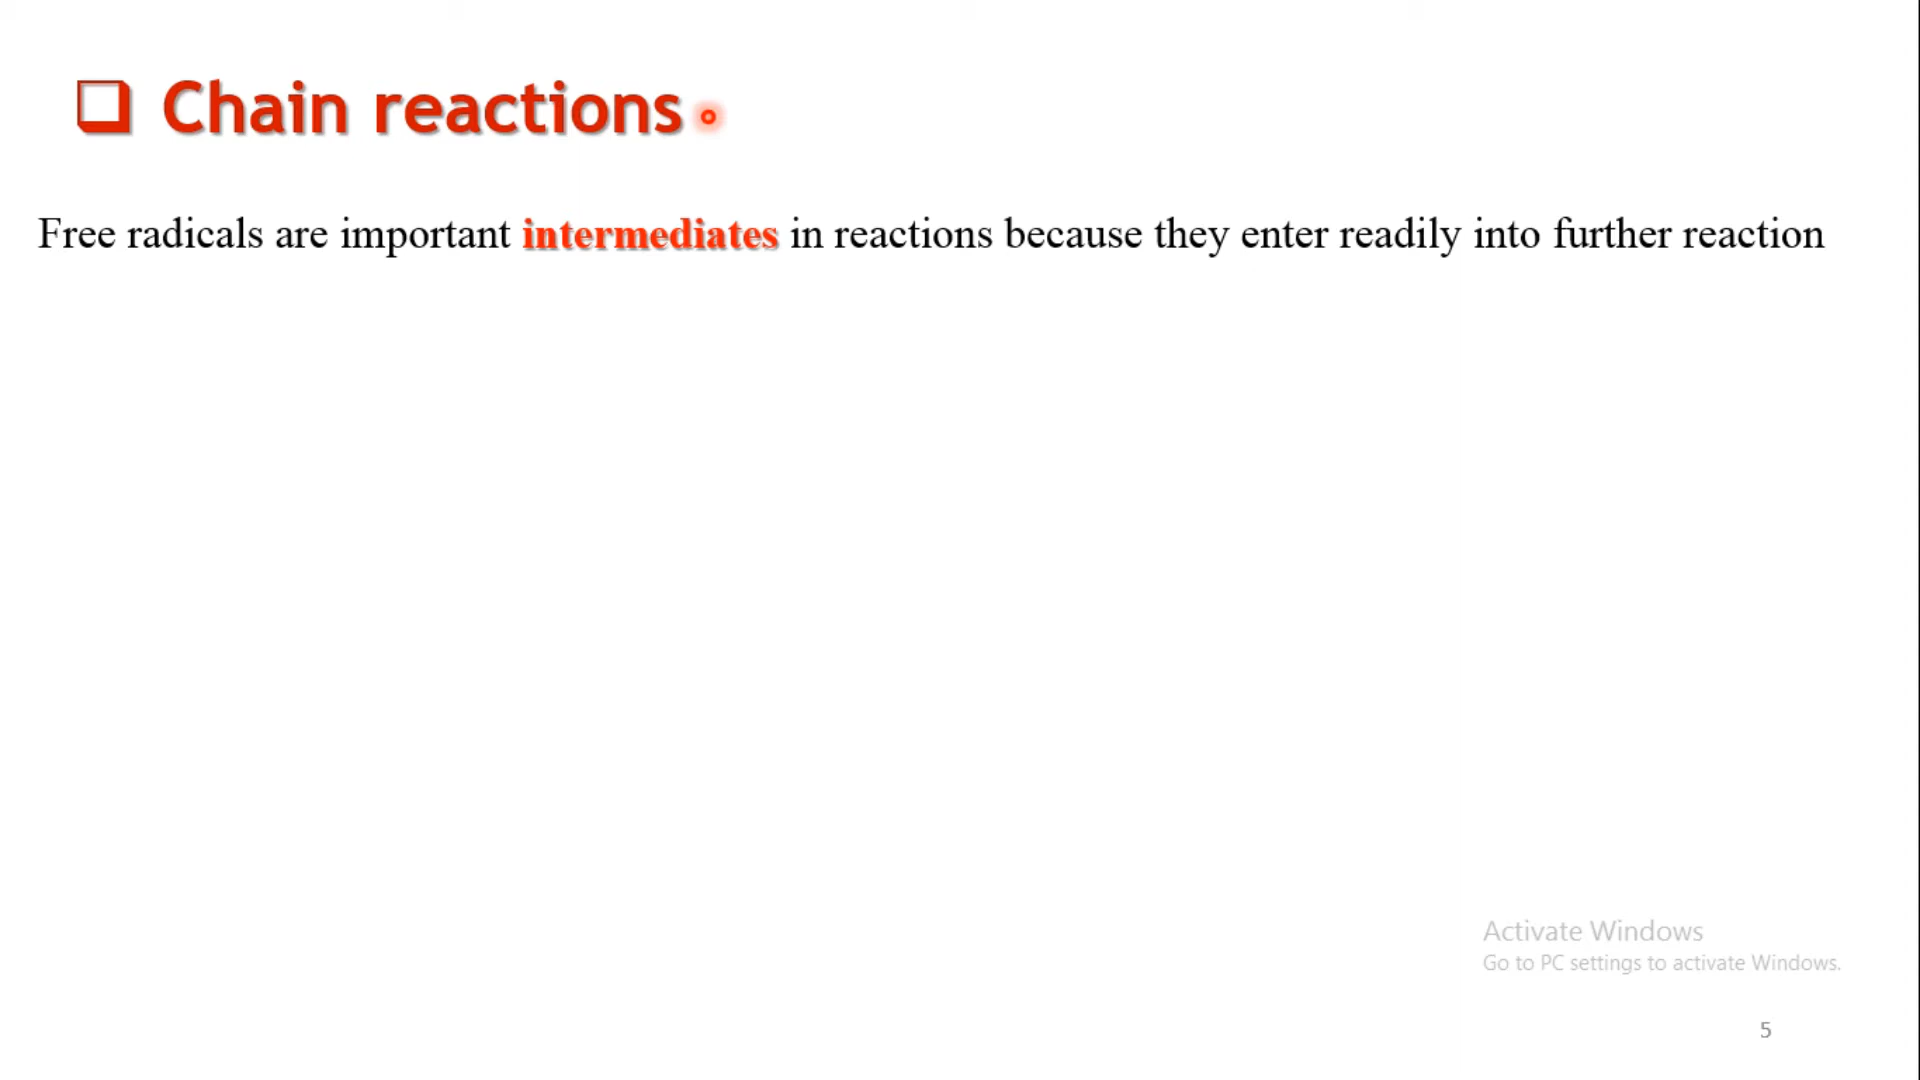 Chain reactions
Free radicals are important intermediates in reactions because they enter readily into further reaction
Activate Windows
Go to PC settings to activate Windows.
5